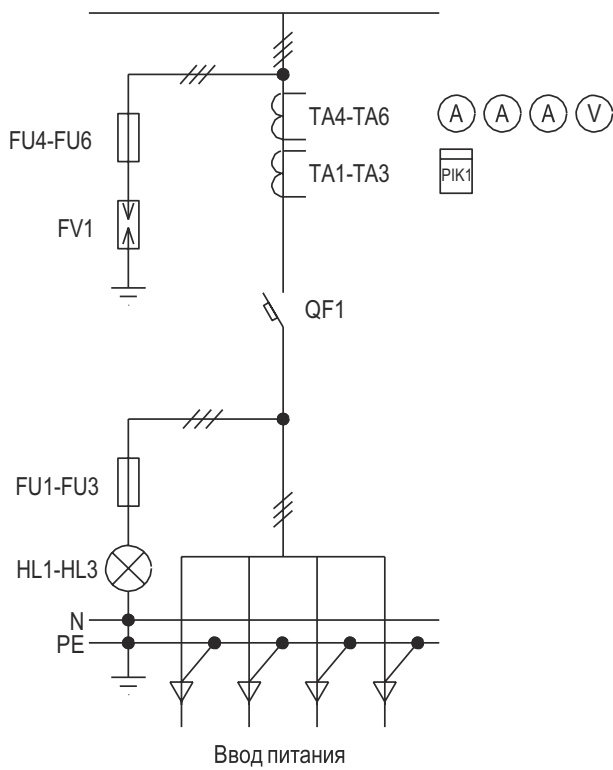 TA4-TA6
A A A V
FU4-FU6
TA1-TA3
PIK1
FV1
QF1
FU1-FU3
HL1-HL3
N
PE
Ввод питания